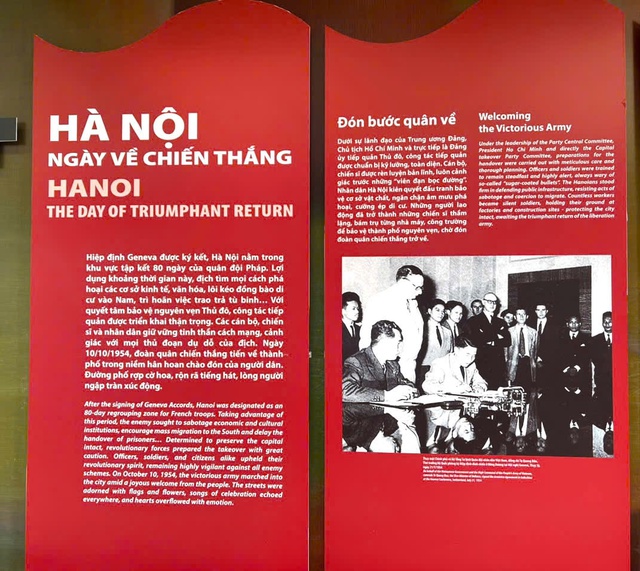 HÀ NỘI
NGÀY VỀ CHIẾN THẮNG
HANOI
THE DAY OF TRIUMPHANT RETURN
Hiệp định Geneva được ký kết, Hà Nội nằm trong
khu vực tập kết 80 ngày của quân đội Pháp. Lợi
dụng khoảng thời gian này, địch tìm mọi cách phá
hoại các cơ sở kinh tế, văn hóa, lôi kéo đồng bào di
cư vào Nam, trì hoãn việc trao trả tù binh... Với
quyết tâm bảo vệ nguyên vẹn Thủ đô, công tác tiếp
quản được triển khai thận trọng. Các cán bộ, chiến
sĩ và nhân dân giữ vững tinh thần cách mạng, cảnh
giác với mọi thủ đoạn dụ dỗ của địch. Ngày
10/10/1954, đoàn quân chiến thắng tiến về thành
phố trong niềm hân hoan chào đón của người dân.
Đường phố rợp cờ hoa, rộn rã tiếng hát, lòng người
ngập tràn xúc động.
After the signing of Geneva Accords, Hanoi was designated as an
80-day regrouping zone for French troops. Taking advantage of
this period, the enemy sought to sabotage economic and cultural
institutions, encourage mass migration to the South and delay the
handover of prisoners... Determined to preserve the capital
intact, revolutionary forces prepared the takeover with great
caution. Officers, soldiers, and citizens alike upheld their
revolutionary spirit, remaining highly vigilant against all enemy
schemes. On October 10, 1954, the victorious army marched into
the city amid a joyous welcome from the people. The streets were
adorned with flags and flowers, songs of celebration echoed
everywhere, and hearts overflowed with emotion.
Đón bước quân về
Dưới sự lãnh đạo của Trung ương Đảng,
Chủ tịch Hồ Chí Minh và trực tiếp là Đảng
ủy tiếp quản Thủ đô, công tác tiếp quản
được chuẩn bị kỹ lưỡng, toàn diện. Cán bộ,
chiến sĩ được rèn luyện bản lĩnh, luôn cảnh
giác trước những "viên đạn bọc đường".
Nhân dân Hà Nội kiên quyết đấu tranh bảo
vệ cơ sở vật chất, ngăn chặn âm mưu phá
hoại, cưỡng ép di cư. Những người lao
động đã trở thành những chiến sĩ thầm
lặng, bám trụ từng nhà máy, công trường
để bảo vệ thành phố nguyên vẹn, chờ đón
đoàn quân chiến thắng trở về.
Welcoming
the Victorious Army
Under the leadership of the Party Central Committee,
President Ho Chi Minh and directly the Capital
takeover Party Committee, preparations for the
handover were carried out with meticulous care and
thorough planning. Officers and soldiers were trained
to remain steadfast and highly alert, always wary of
so-called "sugar-coated bullets". The Hanoians stood
firm in defending public infrastructure, resisting acts of
sabotage and coercion to migrate. Countless workers
became silent soldiers, holding their ground at
factories and construction sites - protecting the city
intact, awaiting the triumphant return of the liberation
army.